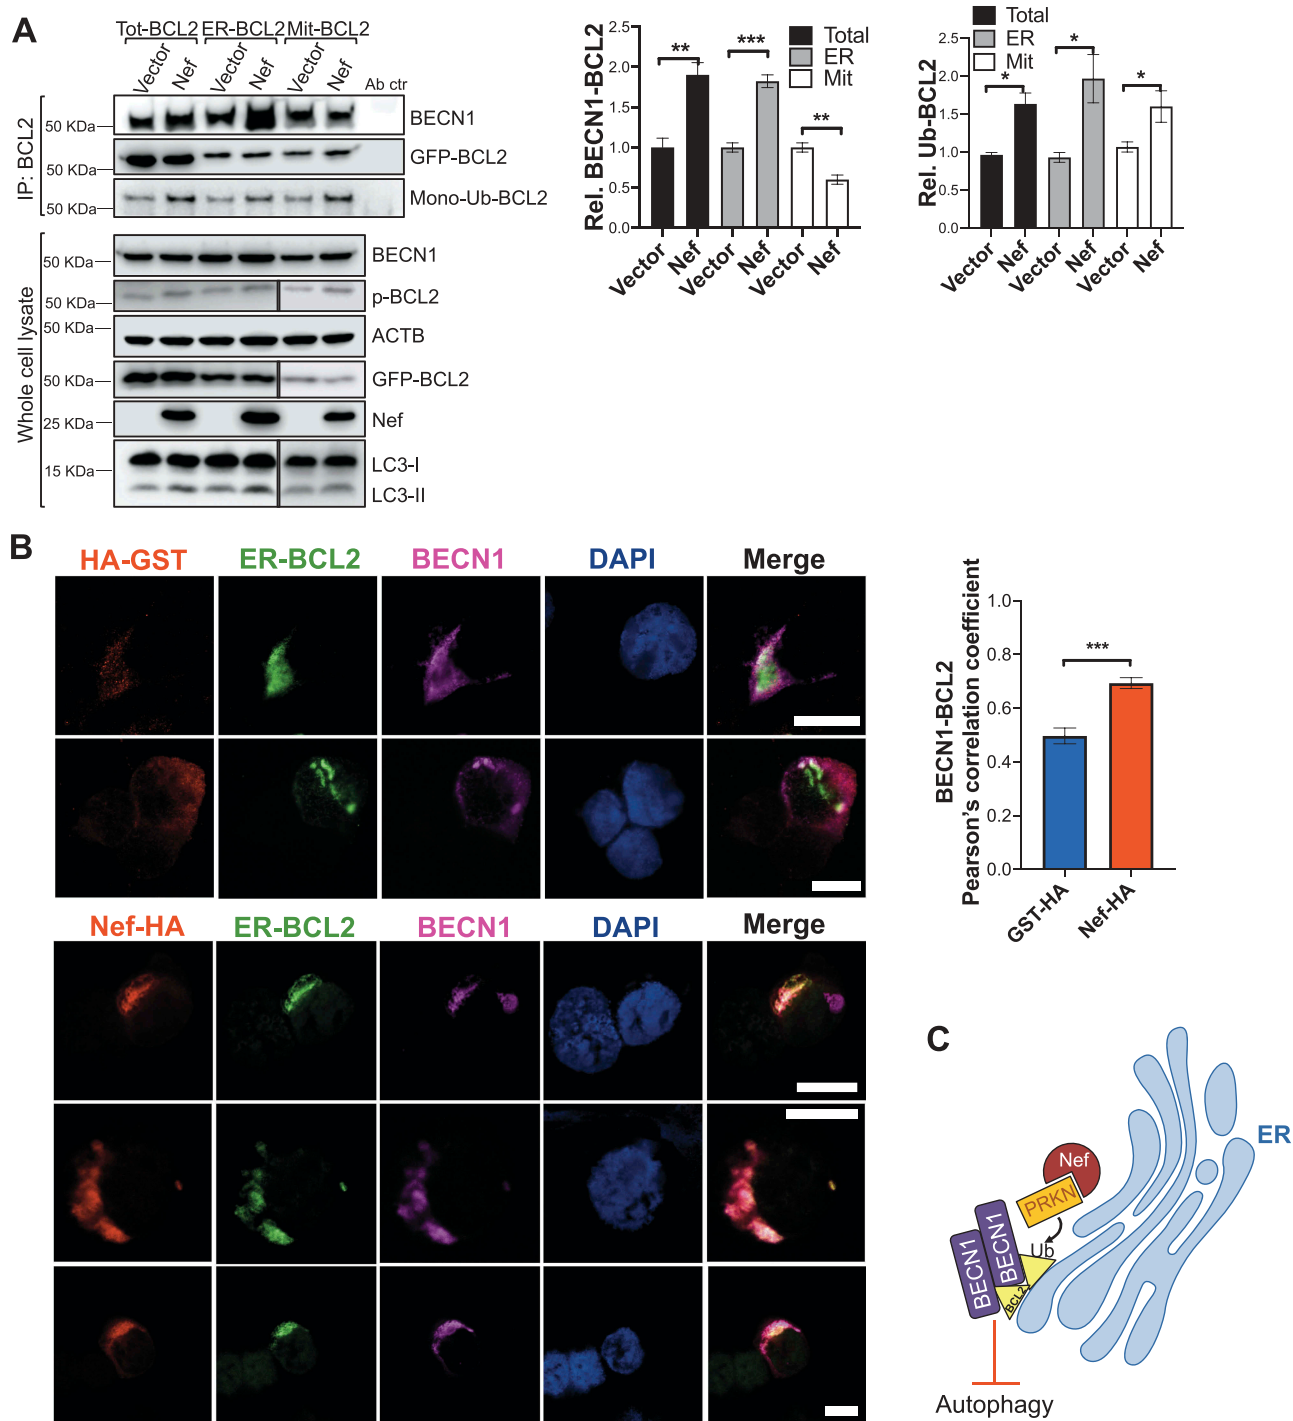 A
Tot-BCL2 ER-BCL2 Mit-BCL2
Vector Nef Vector Nef Vector Nef Ab ctr
IP: BCL2
50 KDa BECN1
50 KDa GFP-BCL2
50 KDa Mono-Ub-BCL2
Whole cell lysate
50 KDa BECN1
50 KDa p-BCL2
50 KDa ACTB
50 KDa GFP-BCL2
25 KDa Nef
15 KDa LC3-I
LC3-II
Rel. BECN1-BCL2
2.5
2.0
1.5
1.0
0.5
0.0
** *** **
Total
ER
Mit
Vector Nef Vector Nef Vector Nef
Rel. Ub-BCL2
2.5
2.0
1.5
1.0
0.5
0.0
* * *
Total
ER
Mit
Vector Nef Vector Nef Vector Nef
B
HA-GST ER-BCL2 BECN1 DAPI Merge
Nef-HA ER-BCL2 BECN1 DAPI Merge
BECN1-BCL2
Pearson's correlation coefficient
1.0
0.8
0.6
0.4
0.2
0.0
***
GST-HA Nef-HA
C
ER
Nef
PRKN
Ub
BECN1
BECN1
BCL2
Autophagy